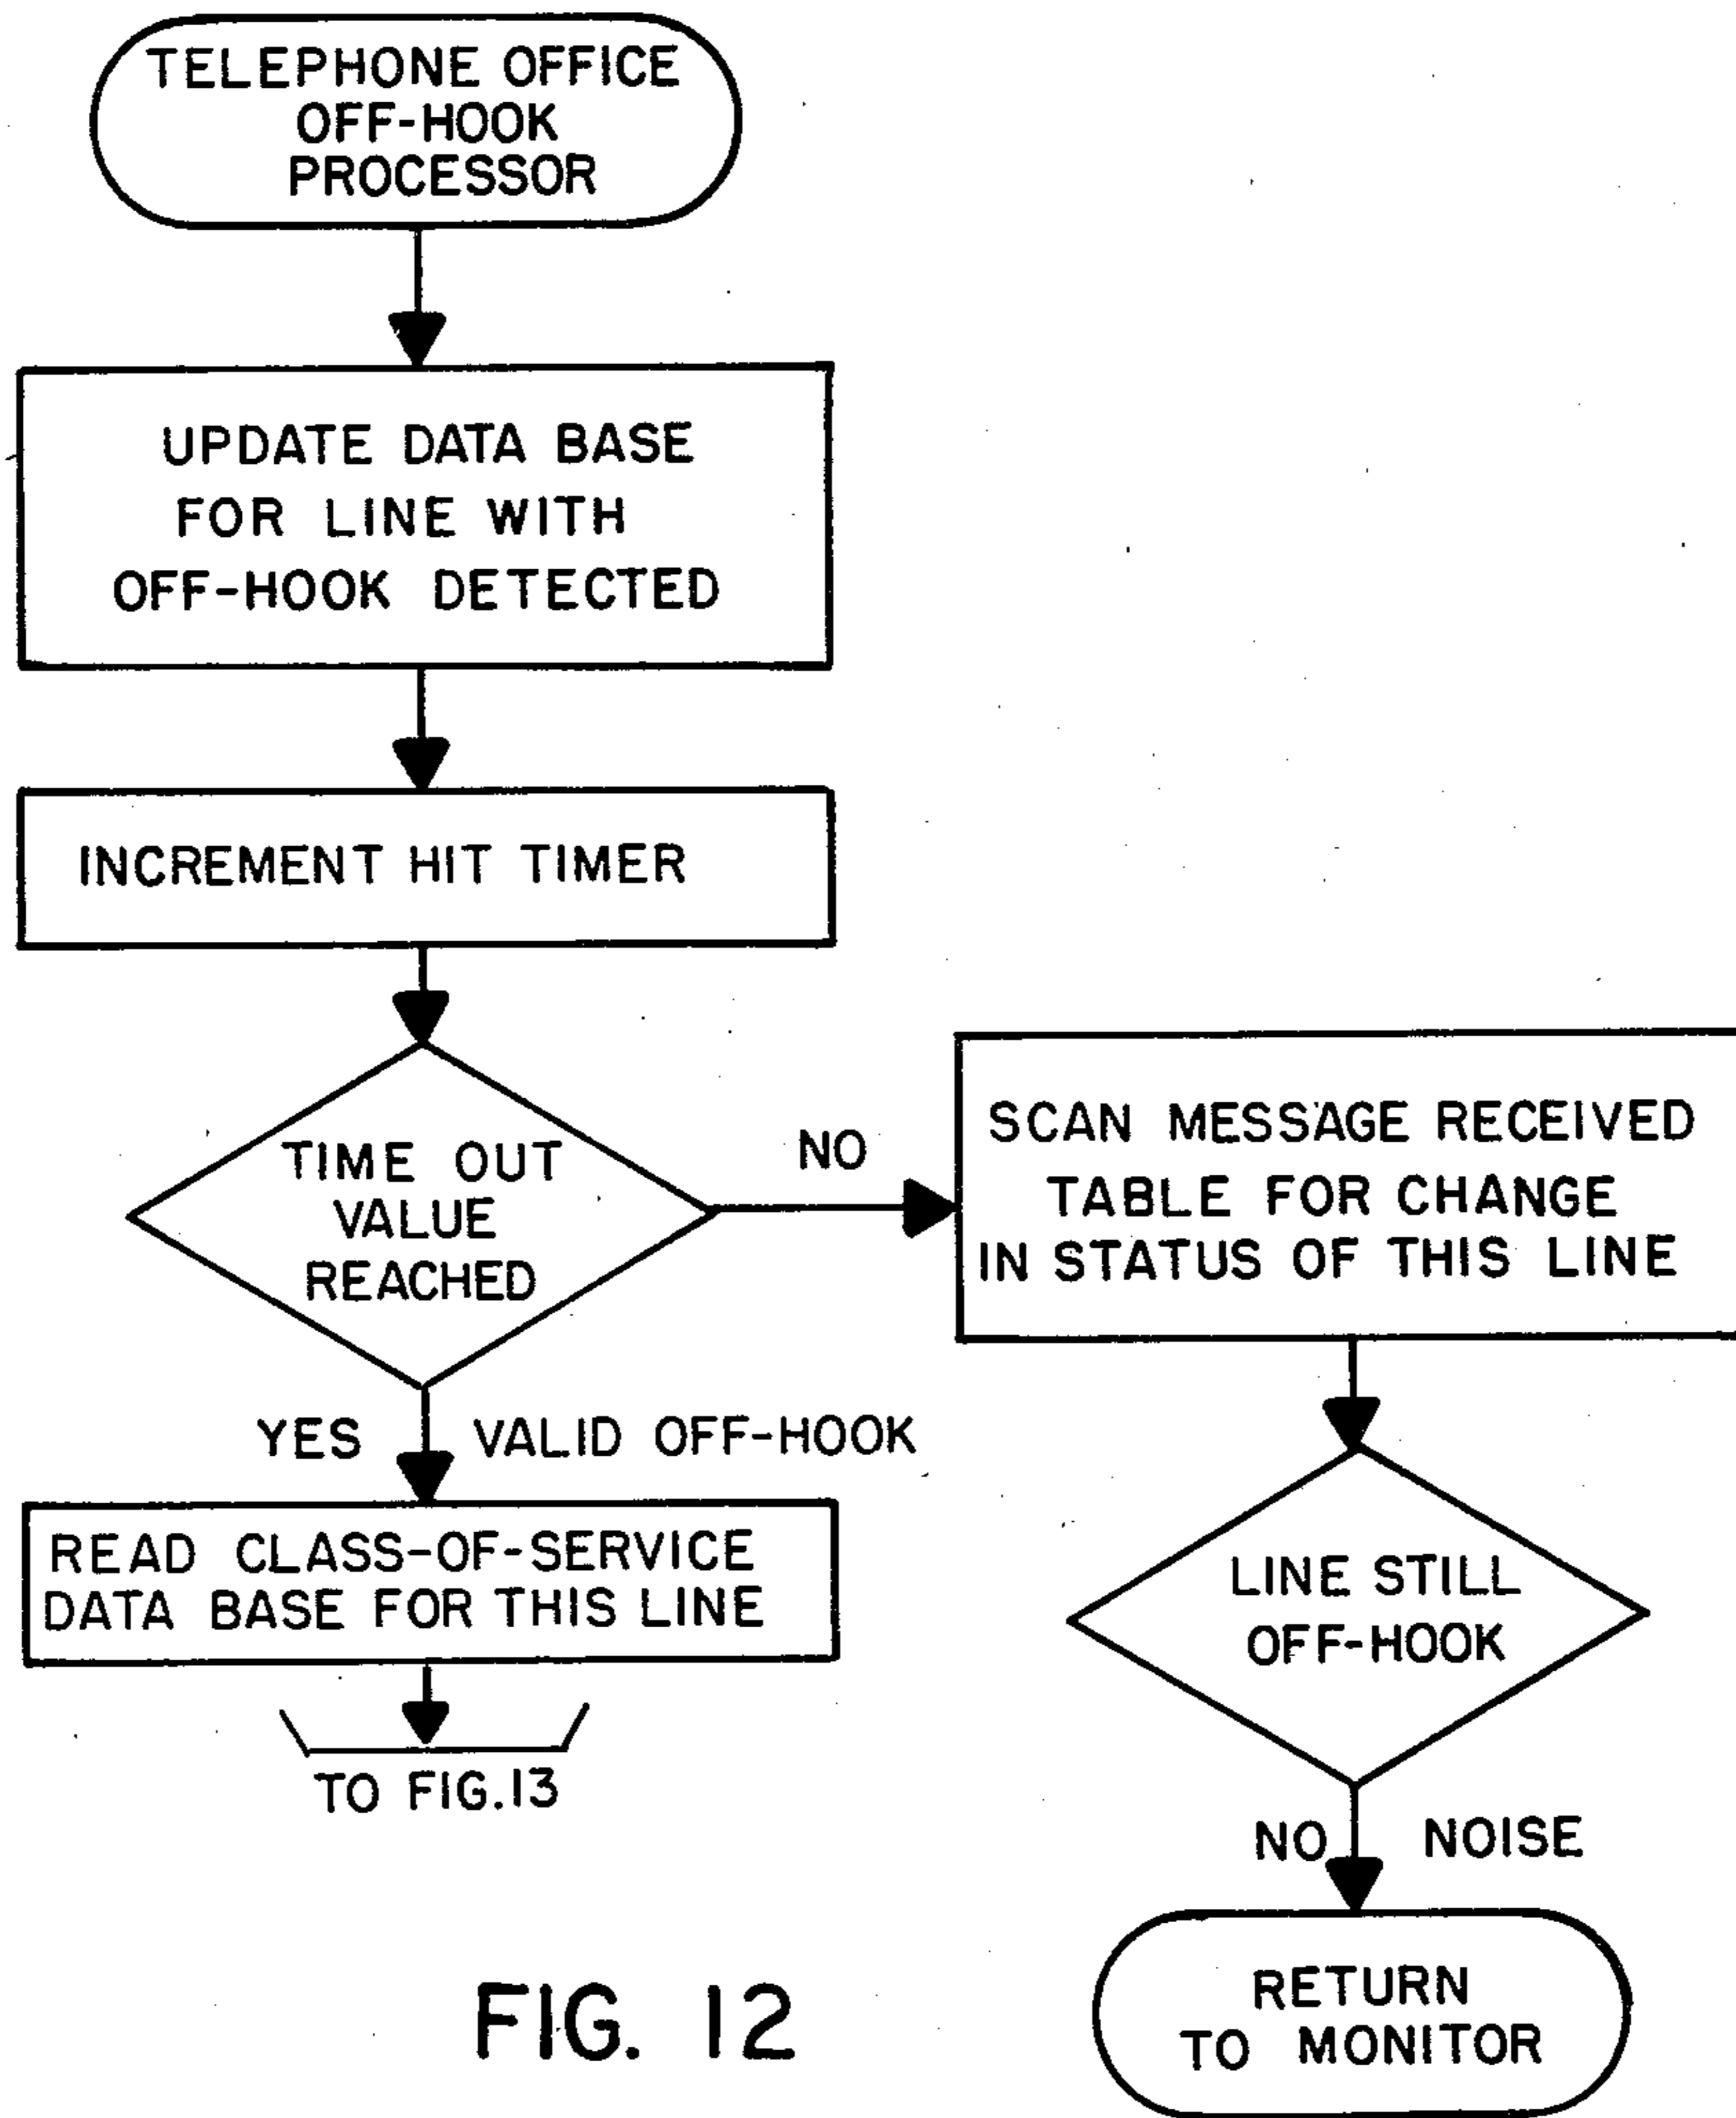 TELEPHONE OFFICE
OFF-HOOK
PROCESSOR
UPDATE DATA BASE
FOR LINE WITH
OFF-HOOK DETECTED
INCREMENT HIT TIMER
TIME OUT
VALUE
REACHED
NO
SCAN MESSAGE RECEIVED
TABLE FOR CHANGE
IN STATUS OF THIS LINE
YES VALID OFF-HOOK
READ CLASS-OF-SERVICE
DATA BASE FOR THIS LINE
TO FIG.13
LINE STILL
OFF-HOOK
NO NOISE
RETURN
TO MONITOR
FIG. 12